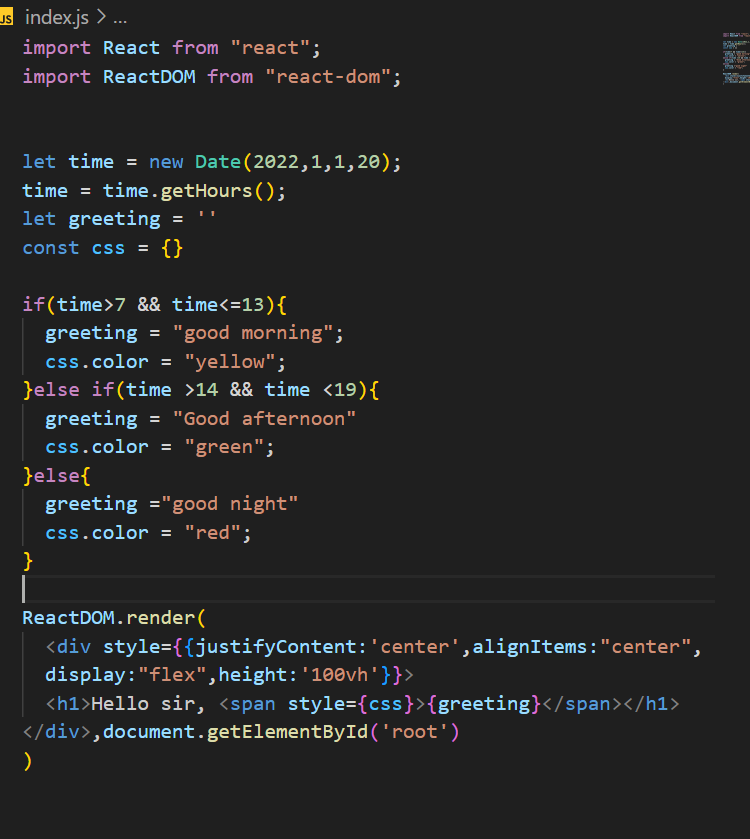 JS index.js > ...
import React from "react";
import ReactDOM from "react-dom";
let time = new Date(2022,1,1,20);
time = time.getHours();
let greeting = ''
const css = {}
if(time>7 && time<=13){
  greeting = "good morning";
  css.color = "yellow";
}else if(time >14 && time <19){
  greeting = "Good afternoon"
  css.color = "green";
}else{
  greeting ="good night"
  css.color = "red";
}
ReactDOM.render(
  <div style={{justifyContent:'center',alignItems:"center",
  display:"flex",height:'100vh'}}>
  <h1>Hello sir, <span style={css}>{greeting}</span></h1>
</div>,document.getElementById('root')
)